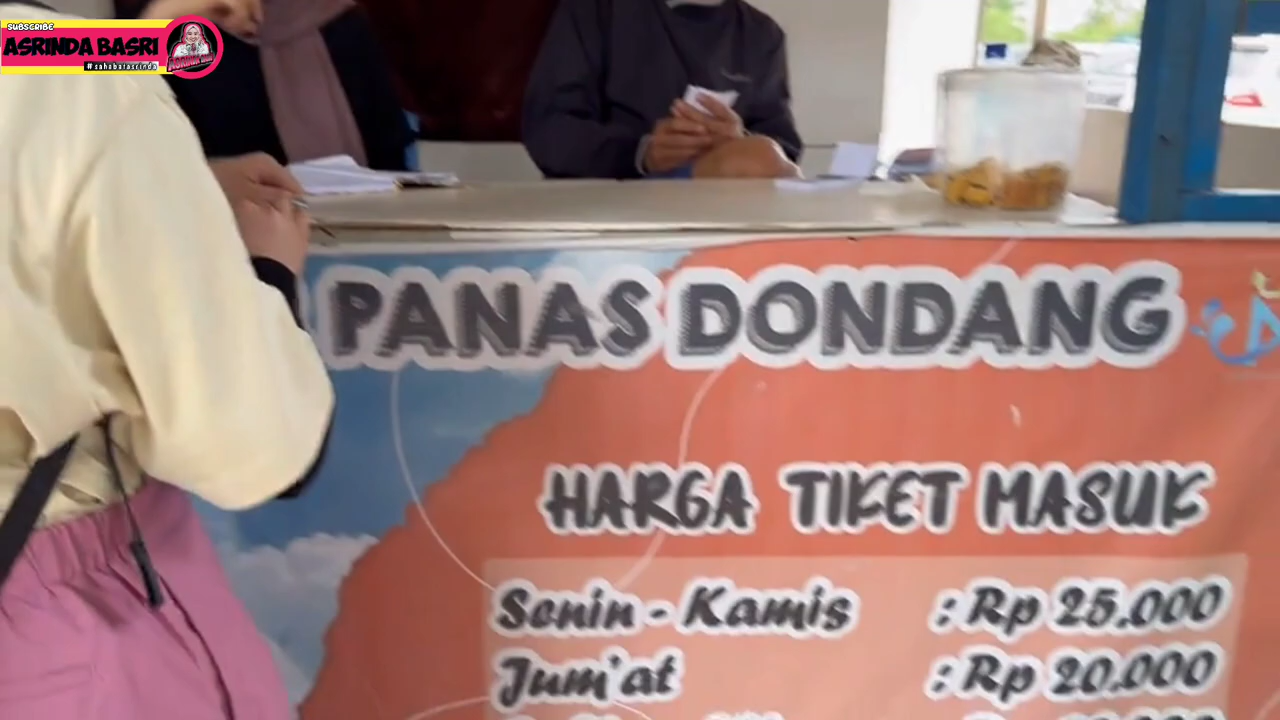 SUBSCRIBE
ASRINDA BASRI
#sahabatasrinda
PANAS DONDANG
HARGA TIKET MASUK
Senin - Kamis : Rp 25.000
Jum'at : Rp 20.000